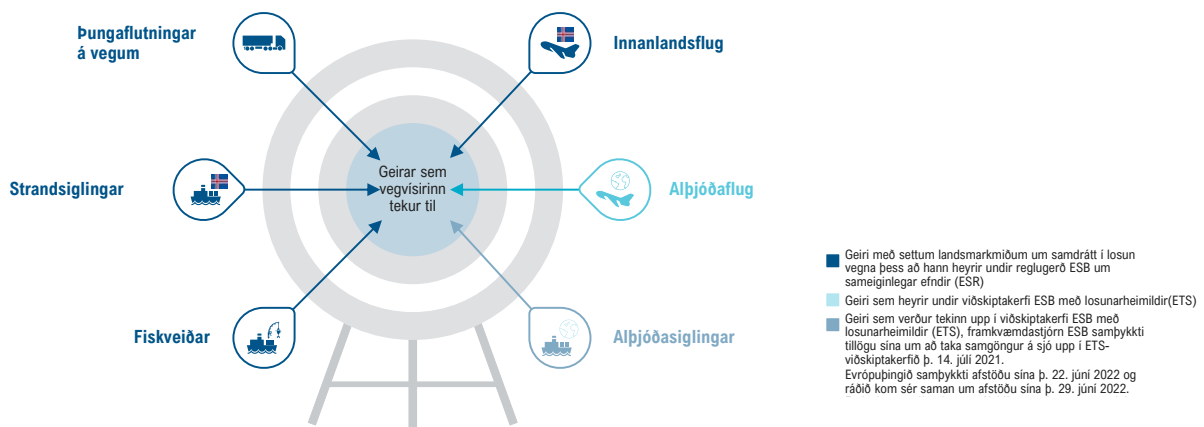 Þungaflutningar
á vegum
Innanlandsflug
Strandsiglingar
Geirar sem
vegvísirinn
tekur til
Alþjóðaflug
Fiskveiðar
Alþjóðasiglingar
Geiri með settum landsmarkmiðum um samdrátt í losun
vegna þess að hann heyrir undir reglugerð ESB um
sameiginlegar efndir (ESR)
Geiri sem heyrir undir viðskiptakerfi ESB með losunarheimildir(ETS)
Geiri sem verður tekinn upp í viðskiptakerfi ESB með
losunarheimildir (ETS), framkvæmdastjórn ESB samþykkti
tillögu sína um að taka samgöngur á sjó upp í ETS-
viðskiptakerfið þ. 14. júlí 2021.
Evrópuþingið samþykkti afstöðu sína þ. 22. júní 2022 og
ráðið kom sér saman um afstöðu sína þ. 29. júní 2022.